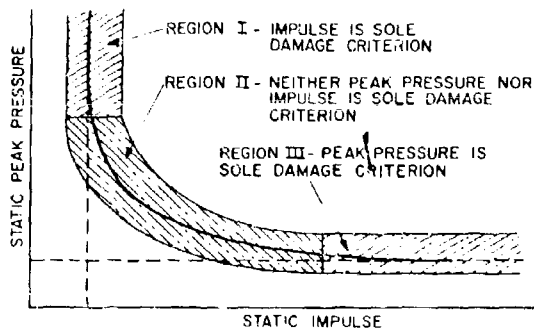 REGION I - IMPULSE IS SOLE
DAMAGE CRITERION
REGION II - NEITHER PEAK PRESSURE NOR
IMPULSE IS SOLE DAMAGE
CRITERION
REGION III - PEAK PRESSURE IS
SOLE DAMAGE CRITERION
STATIC PEAK PRESSURE
STATIC IMPULSE